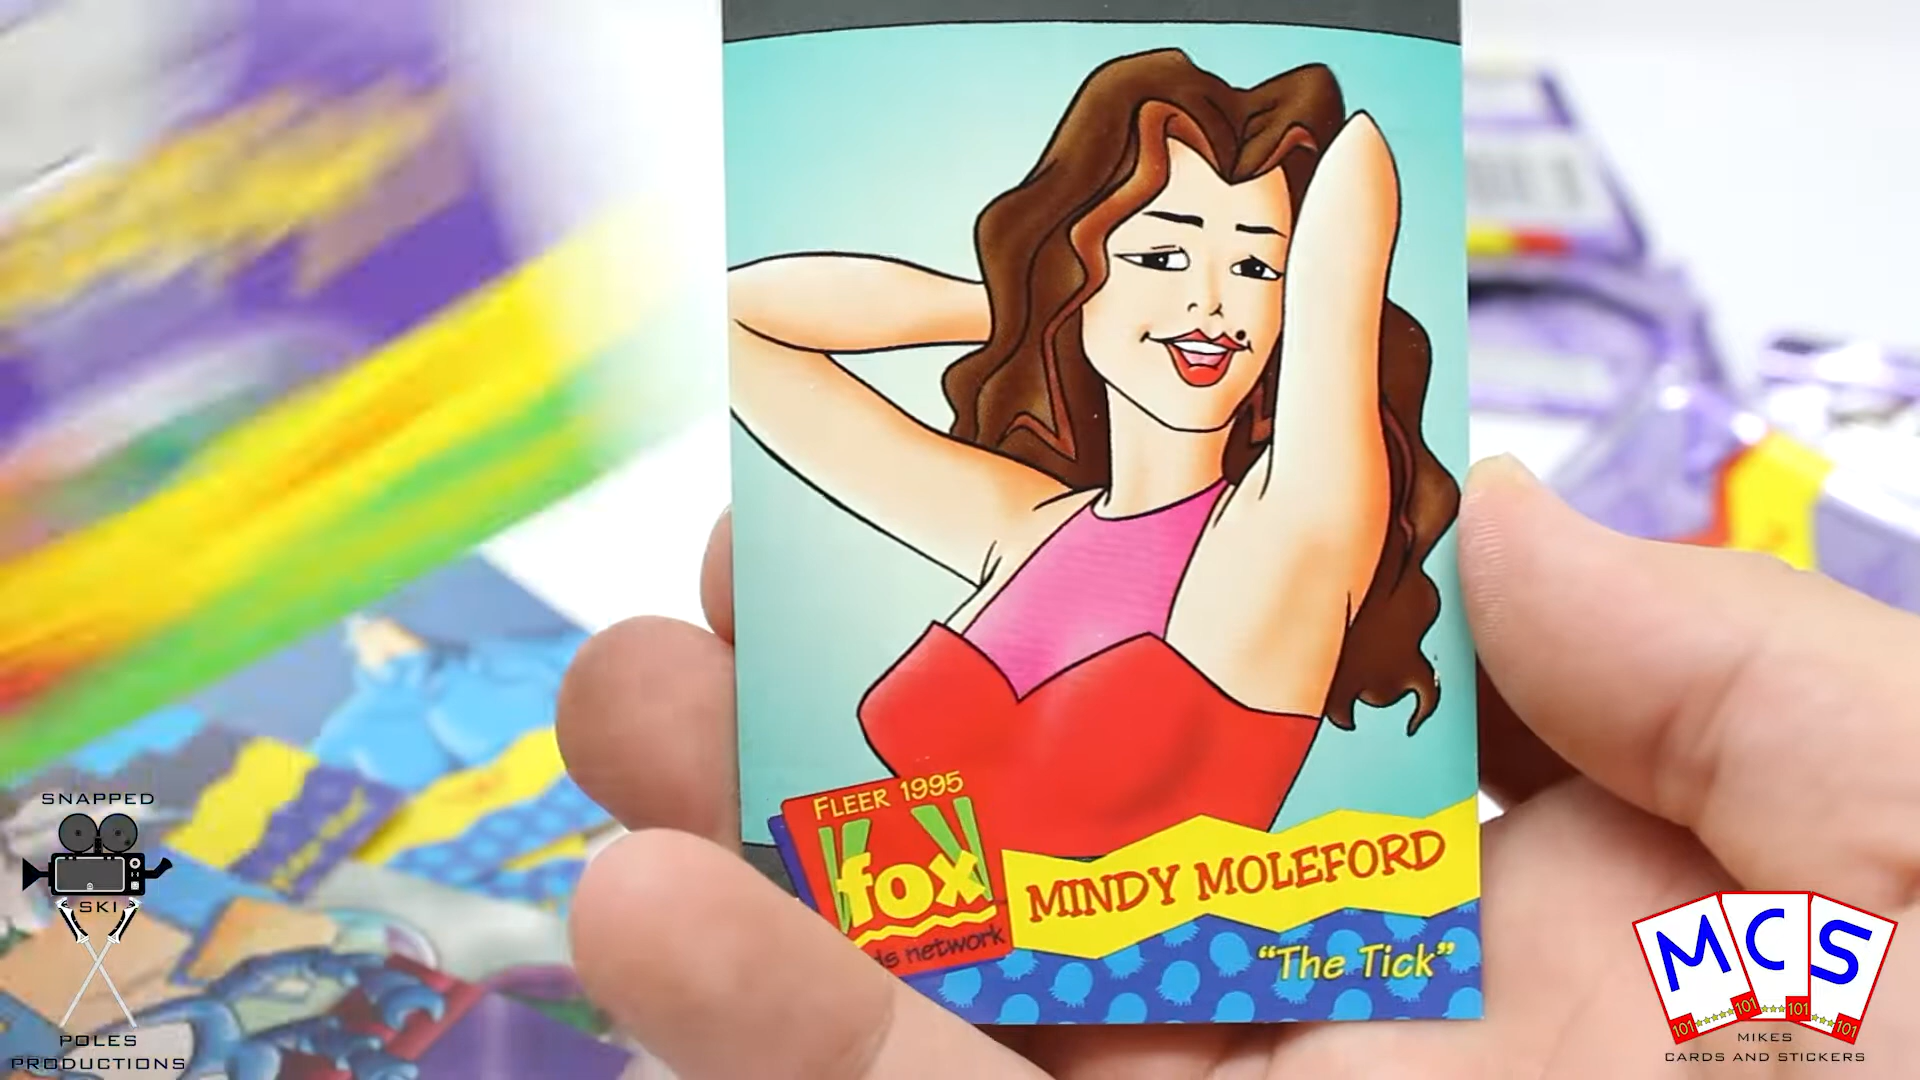 FLEER 1995
fox
ds network
MINDY MOLEFORD
"The Tick"
SNAPPED
SKI
POLES
PRODUCTIONS
MCS
101 101 101 101
MIKES
CARDS AND STICKERS